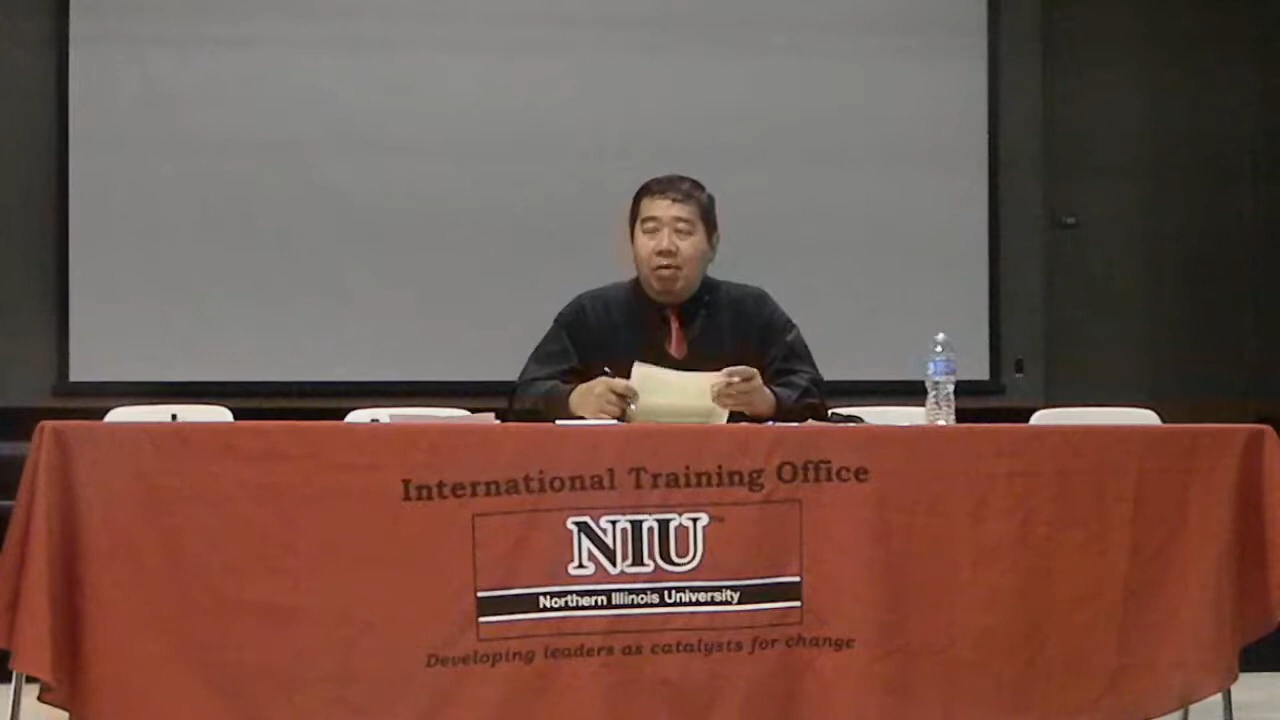 International Training Office
NIU
Northern Illinois University
Developing leaders as catalysts for change